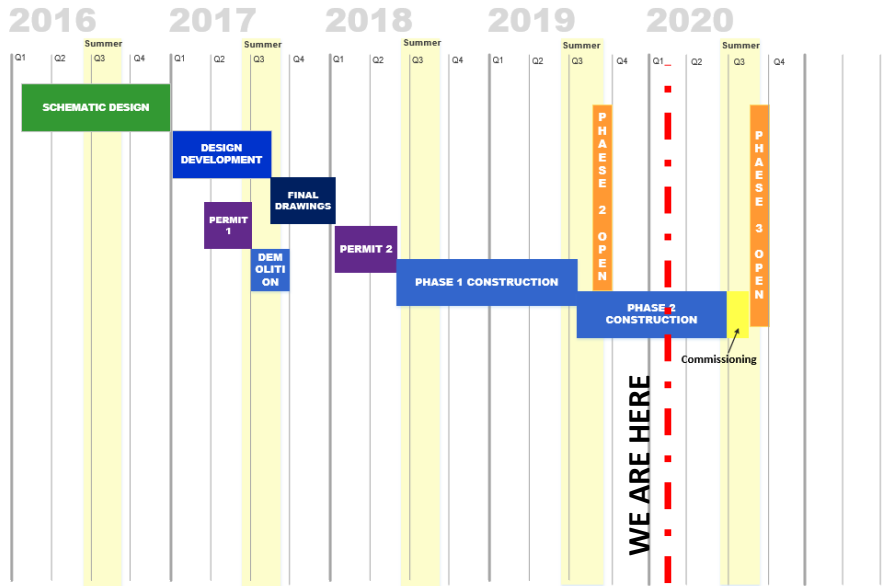 2016 2017 2018 2019 2020
Summer Summer Summer Summer Summer
Q1 Q2 Q3 Q4 Q1 Q2 Q3 Q4 Q1 Q2 Q3 Q4 Q1 Q2 Q3 Q4 Q1 Q2 Q3 Q4
SCHEMATIC DESIGN
DESIGN
DEVELOPMENT
FINAL
DRAWINGS
PERMIT
1
DEM
OLITI
ON
PERMIT 2
PHASE 1 CONSTRUCTION
PHAESE 2 OPEN
PHASE 2
CONSTRUCTION
PHAESE 3 OPEN
Commissioning
WE ARE HERE